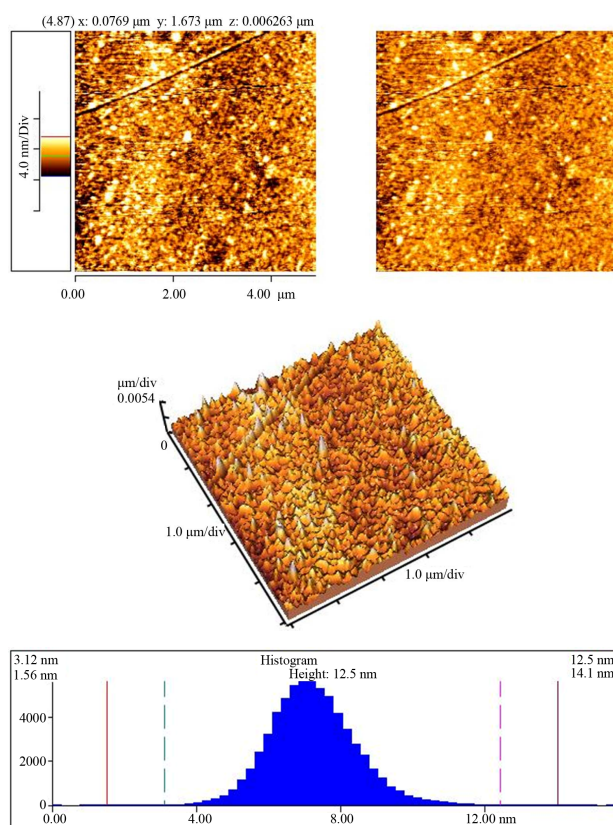 (4.87) x: 0.0769 μm y: 1.673 μm z: 0.006263 μm
4.0 nm/Div
0.00 2.00 4.00 μm
μm/div
0.0054
0
1.0 μm/div
1.0 μm/div
3.12 nm Histogram 12.5 nm
1.56 nm Height: 12.5 nm 14.1 nm
4000
2000
0
0.00 4.00 8.00 12.00 nm